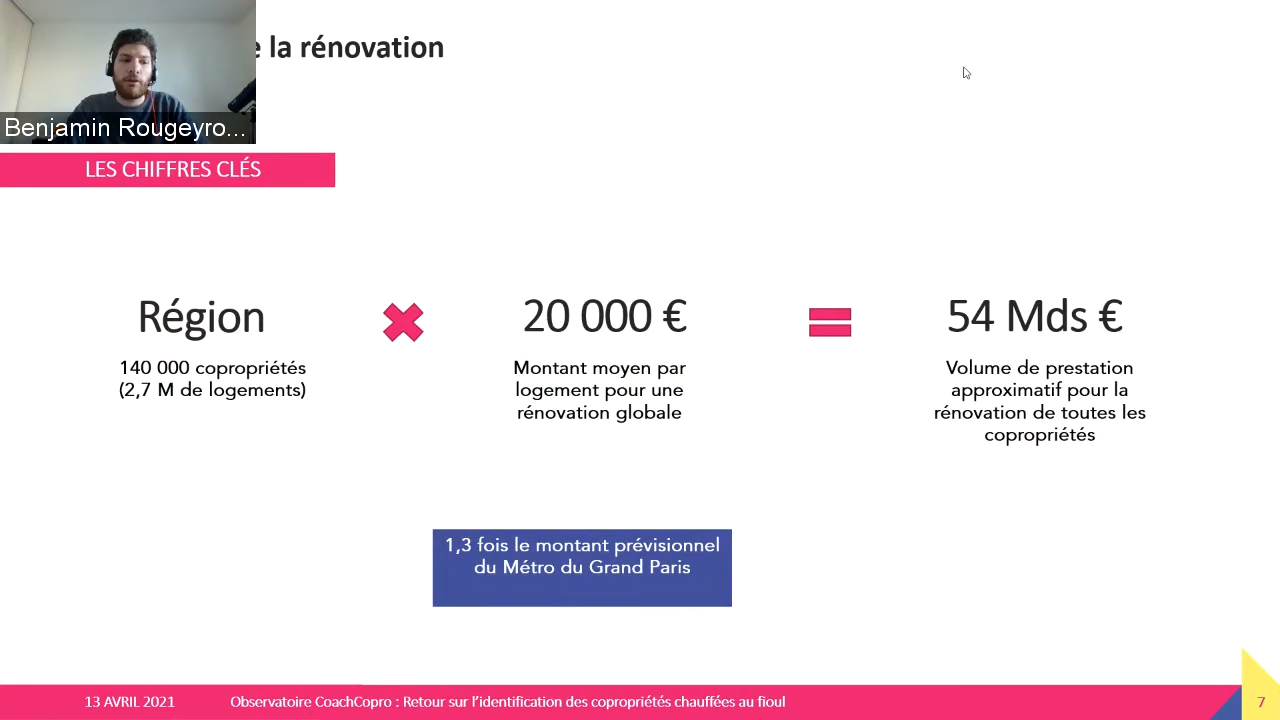 e la rénovation
Benjamin Rougeyro...
LES CHIFFRES CLÉS
Région
140 000 copropriétés
(2,7 M de logements)
20 000 €
Montant moyen par
logement pour une
rénovation globale
54 Mds €
Volume de prestation
approximatif pour la
rénovation de toutes les
copropriétés
1,3 fois le montant prévisionnel
du Métro du Grand Paris
13 AVRIL 2021
Observatoire CoachCopro : Retour sur l'identification des copropriétés chauffées au fioul
7